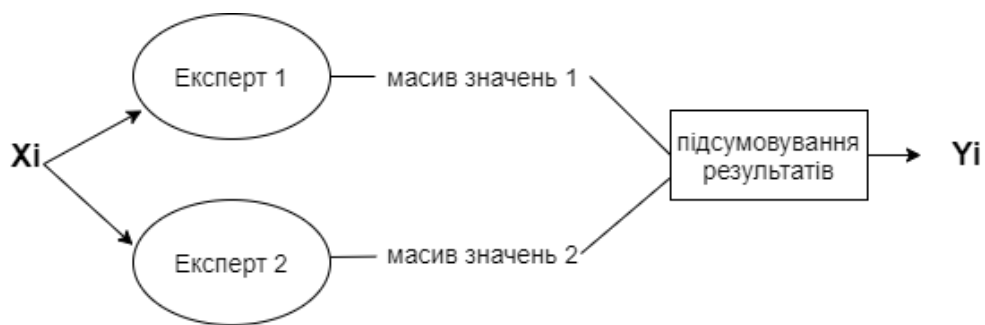 Експерт 1
масив значень 1
Xi
підсумовування
результатів
Yi
Експерт 2
масив значень 2